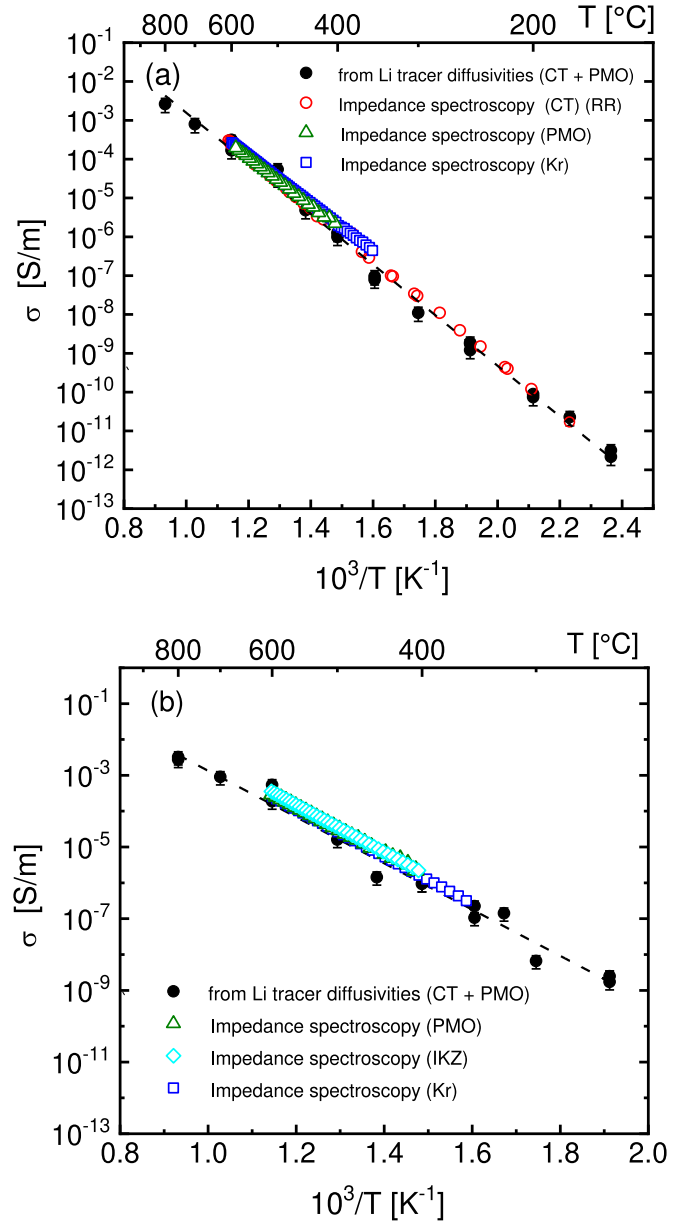 800 600 400 200 T [°C]
(a)
from Li tracer diffusivities (CT + PMO)
Impedance spectroscopy (CT) (RR)
Impedance spectroscopy (PMO)
Impedance spectroscopy (Kr)
10⁻¹
10⁻²
10⁻³
10⁻⁴
10⁻⁵
10⁻⁶
10⁻⁷
10⁻⁸
10⁻⁹
10⁻¹⁰
10⁻¹¹
10⁻¹²
10⁻¹³
σ [S/m]
0.8 1.0 1.2 1.4 1.6 1.8 2.0 2.2 2.4
10³/T [K⁻¹]
800 600 400 T [°C]
(b)
10⁻¹
10⁻³
10⁻⁵
10⁻⁷
10⁻⁹
10⁻¹¹
10⁻¹³
σ [S/m]
from Li tracer diffusivities (CT + PMO)
Impedance spectroscopy (PMO)
Impedance spectroscopy (IKZ)
Impedance spectroscopy (Kr)
0.8 1.0 1.2 1.4 1.6 1.8 2.0
10³/T [K⁻¹]